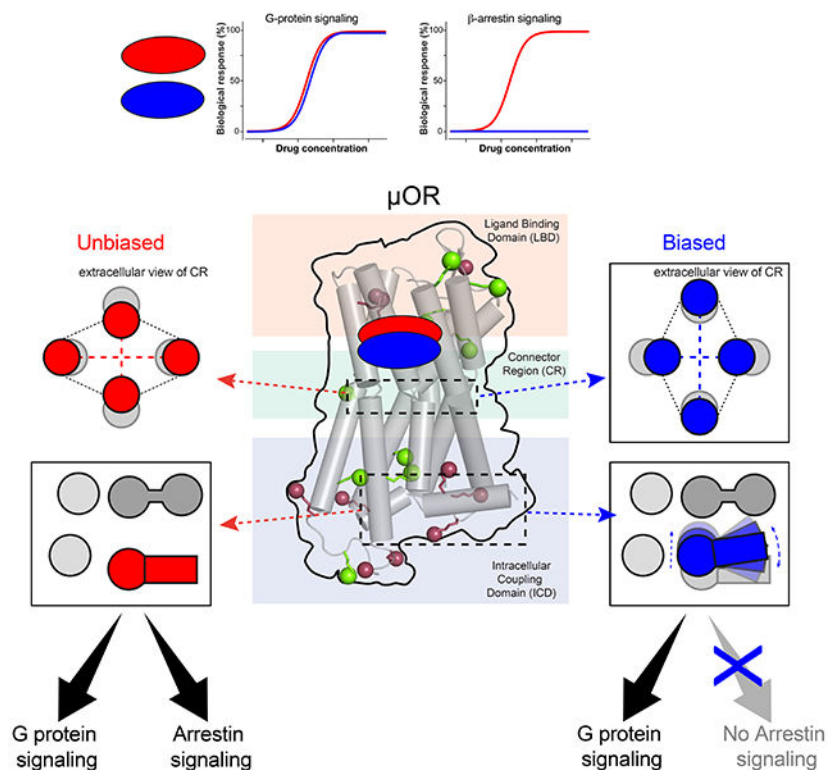 G-protein signaling
β-arrestin signaling
Biological response (%)
100
50
0
Drug concentration
Biological response (%)
100
50
0
Drug concentration
μOR
Unbiased
Ligand Binding
Domain (LBD)
Biased
extracellular view of CR
extracellular view of CR
Connector
Region (CR)
Intracellular
Coupling
Domain (ICD)
G protein
signaling
Arrestin
signaling
G protein
signaling
No Arrestin
signaling